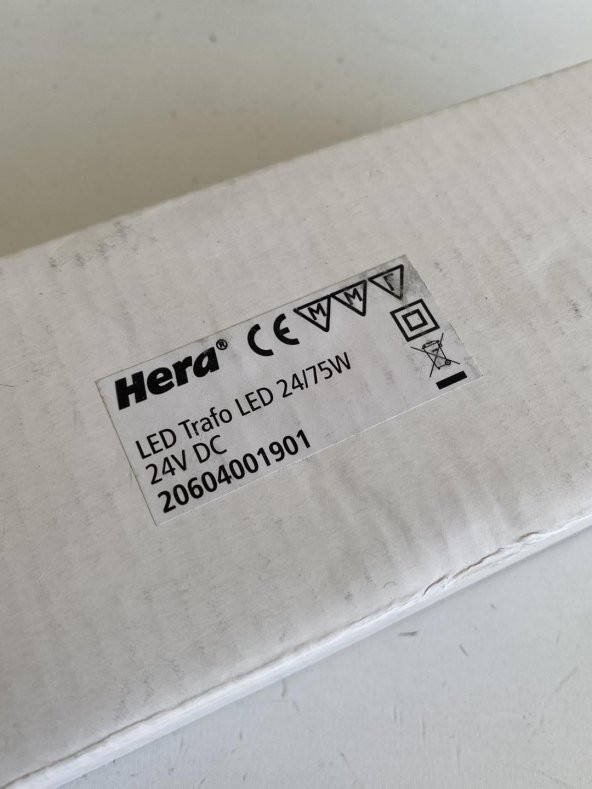 Hera® CE M M F
LED Trafo LED 24/75W
24V DC
20604001901